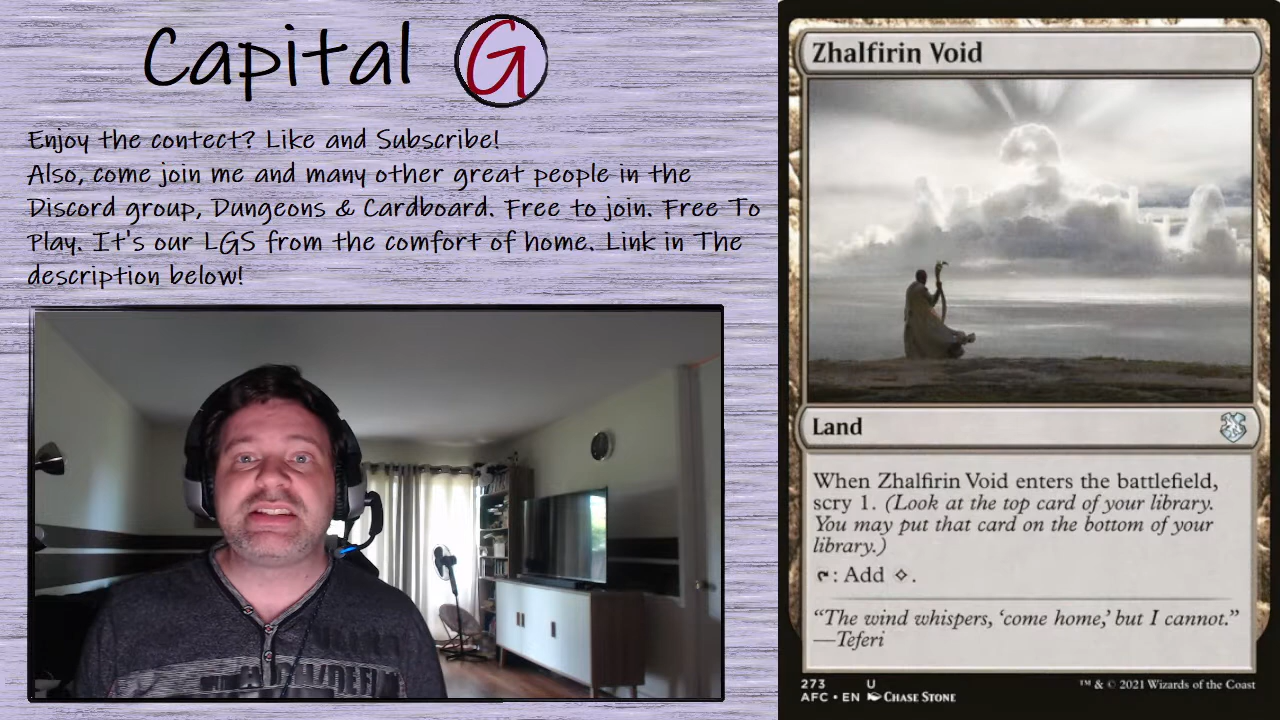 Capital G
Enjoy the contect? Like and Subscribe!
Also, come join me and many other great people in the
Discord group, Dungeons & Cardboard. Free to join. Free To
Play. It's our LGS from the comfort of home. Link in The
description below!
Zhalfirin Void
Land
When Zhalfirin Void enters the battlefield,
scry 1. (Look at the top card of your library.
You may put that card on the bottom of your
library.)
: Add .
“The wind whispers, ‘come home,’ but I cannot.”
—Teferi
273 U
AFC • EN CHASE STONE
™ & © 2021 Wizards of the Coast